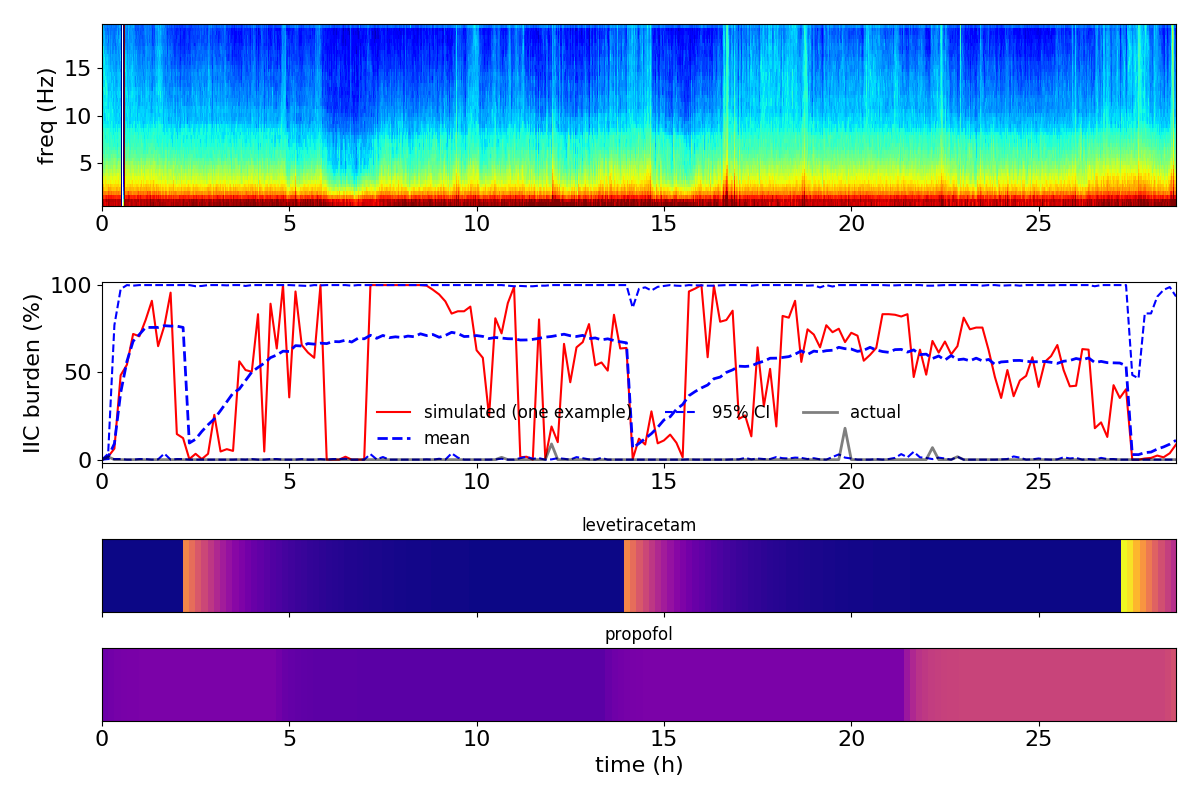 freq (Hz)
15
10
5
0 5 10 15 20 25
IIC burden (%)
100
50
0
simulated (one example) 95% CI actual
mean
0 5 10 15 20 25
levetiracetam
propofol
0 5 10 15 20 25
time (h)